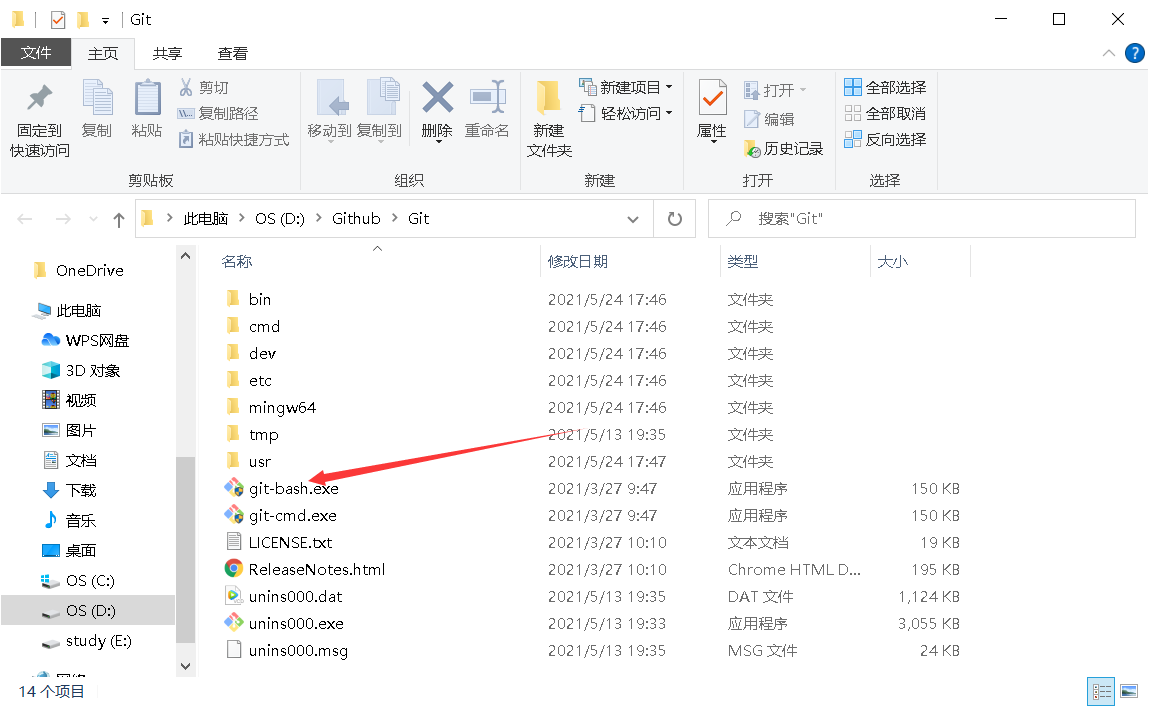 Git
文件 主页 共享 查看
固定到快速访问 复制 粘贴 剪切 复制路径 粘贴快捷方式 移动到 复制到 删除 重命名 新建文件夹 新建项目 轻松访问 属性 打开 编辑 历史记录 全部选择 全部取消 反向选择
剪贴板 组织 新建 打开 选择
此电脑 OS (D:) Github Git 搜索"Git"
OneDrive
此电脑
WPS网盘
3D 对象
视频
图片
文档
下载
音乐
桌面
OS (C:)
OS (D:)
study (E:)
名称 修改日期 类型 大小
bin 2021/5/24 17:46 文件夹
cmd 2021/5/24 17:46 文件夹
dev 2021/5/24 17:46 文件夹
etc 2021/5/24 17:46 文件夹
mingw64 2021/5/24 17:46 文件夹
tmp 2021/5/13 19:35 文件夹
usr 2021/5/24 17:47 文件夹
git-bash.exe 2021/3/27 9:47 应用程序 150 KB
git-cmd.exe 2021/3/27 9:47 应用程序 150 KB
LICENSE.txt 2021/3/27 10:10 文本文档 19 KB
ReleaseNotes.html 2021/3/27 10:10 Chrome HTML D... 195 KB
unins000.dat 2021/5/13 19:35 DAT 文件 1,124 KB
unins000.exe 2021/5/13 19:33 应用程序 3,055 KB
unins000.msg 2021/5/13 19:35 MSG 文件 24 KB
14 个项目